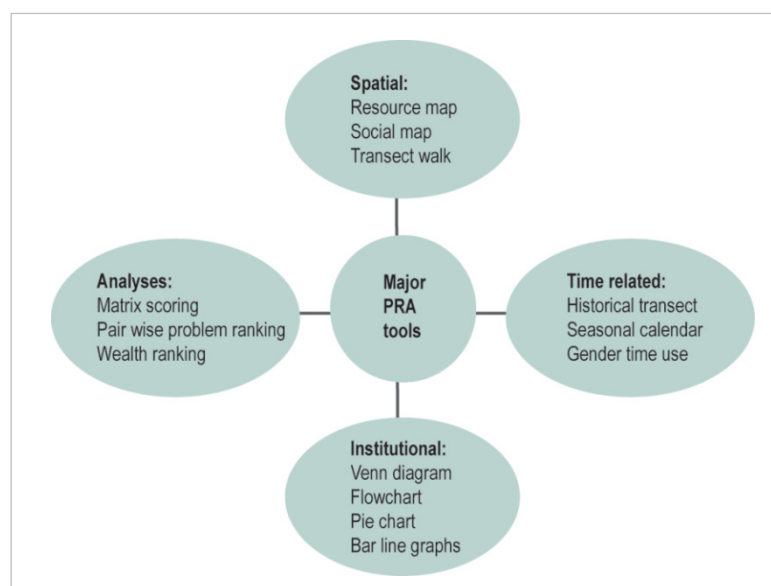 Spatial:
Resource map
Social map
Transect walk
Analyses:
Matrix scoring
Pair wise problem ranking
Wealth ranking
Major
PRA
tools
Time related:
Historical transect
Seasonal calendar
Gender time use
Institutional:
Venn diagram
Flowchart
Pie chart
Bar line graphs